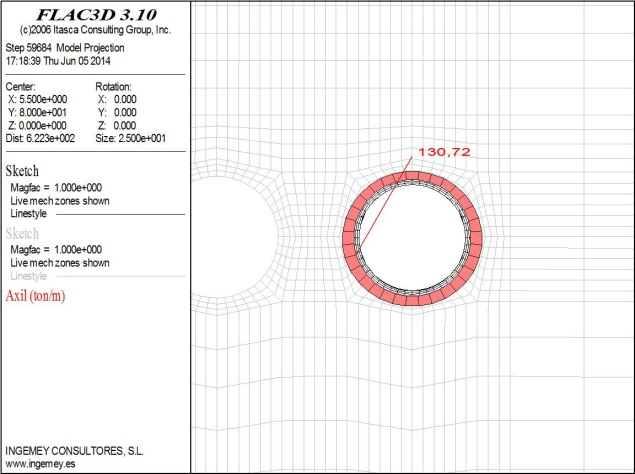 FLAC3D 3.10
(c)2006 Itasca Consulting Group, Inc.
Step 59684 Model Projection
17:18:39 Thu Jun 05 2014
Center: Rotation:
X: 5.500e+000 X: 0.000
Y: 8.000e+001 Y: 0.000
Z: 0.000e+000 Z: 0.000
Dist: 6.223e+002 Size: 2.500e+001
Sketch
Magfac = 1.000e+000
Live mech zones shown
Linestyle
Sketch
Magfac = 1.000e+000
Live mech zones shown
Linestyle
Axil (ton/m)
130,72
INGEMEY CONSULTORES, S.L.
www.ingemey.es